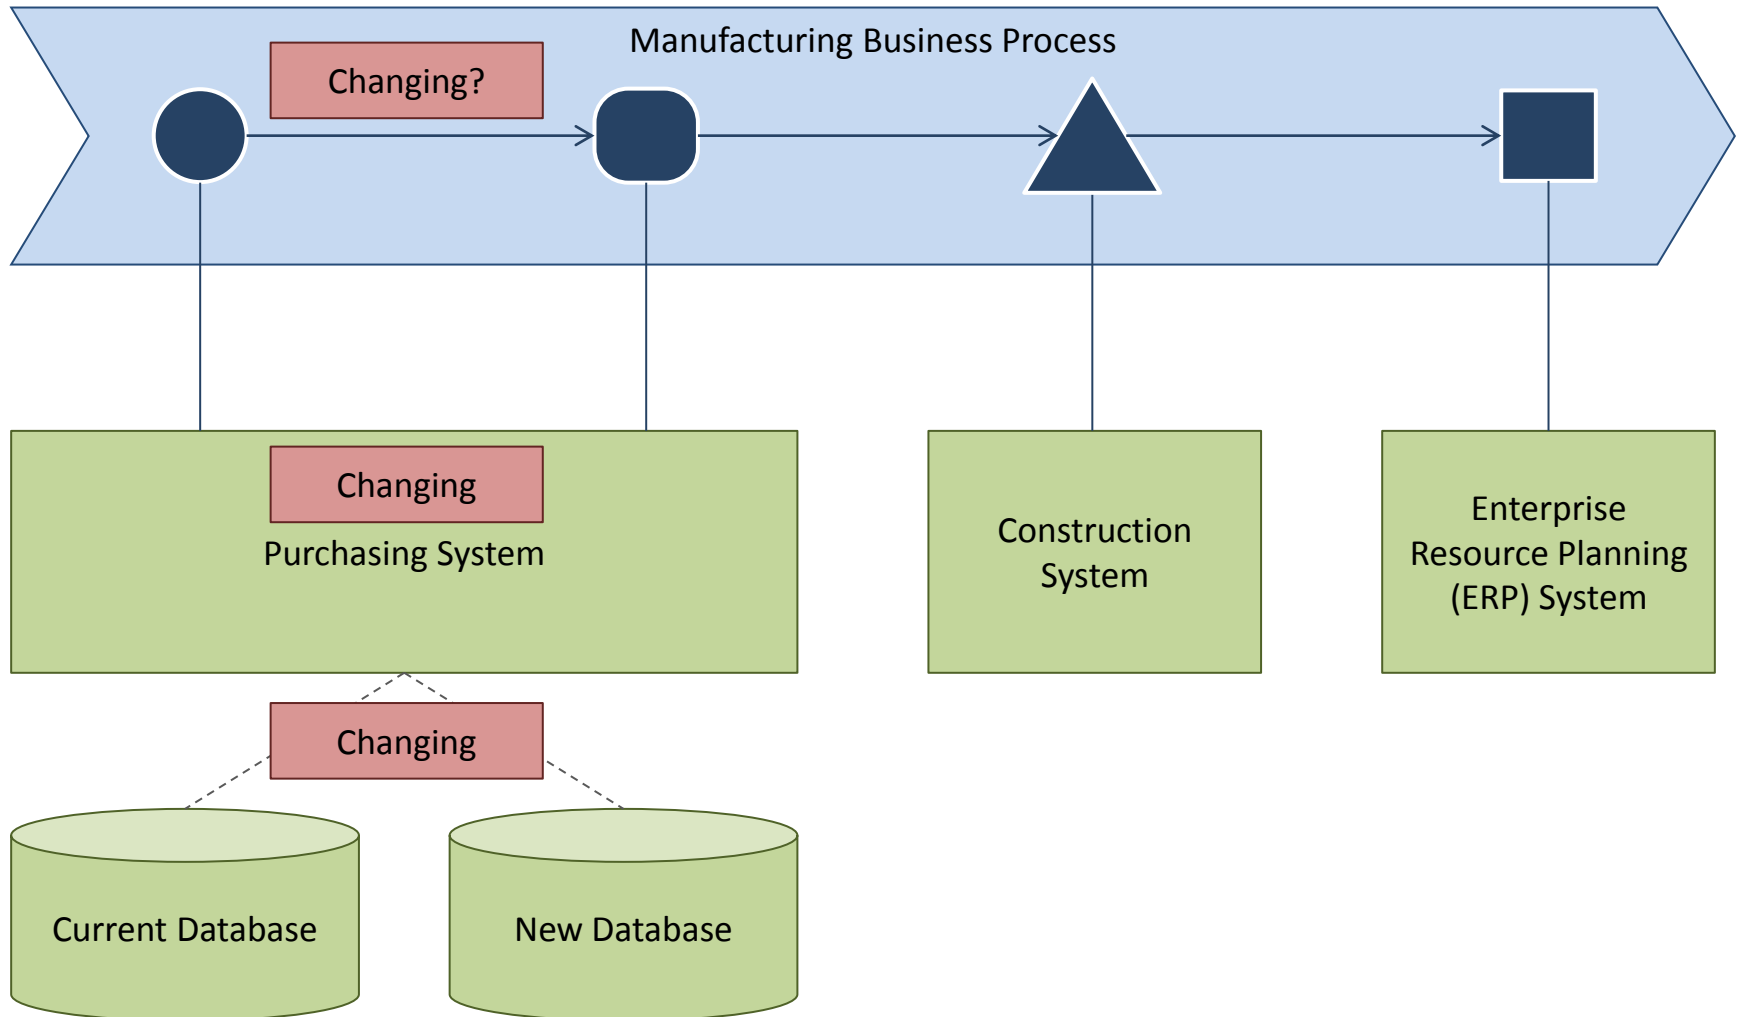 Manufacturing Business Process
Changing?
Changing
Purchasing System
Construction
System
Enterprise
Resource Planning
(ERP) System
Changing
Current Database
New Database